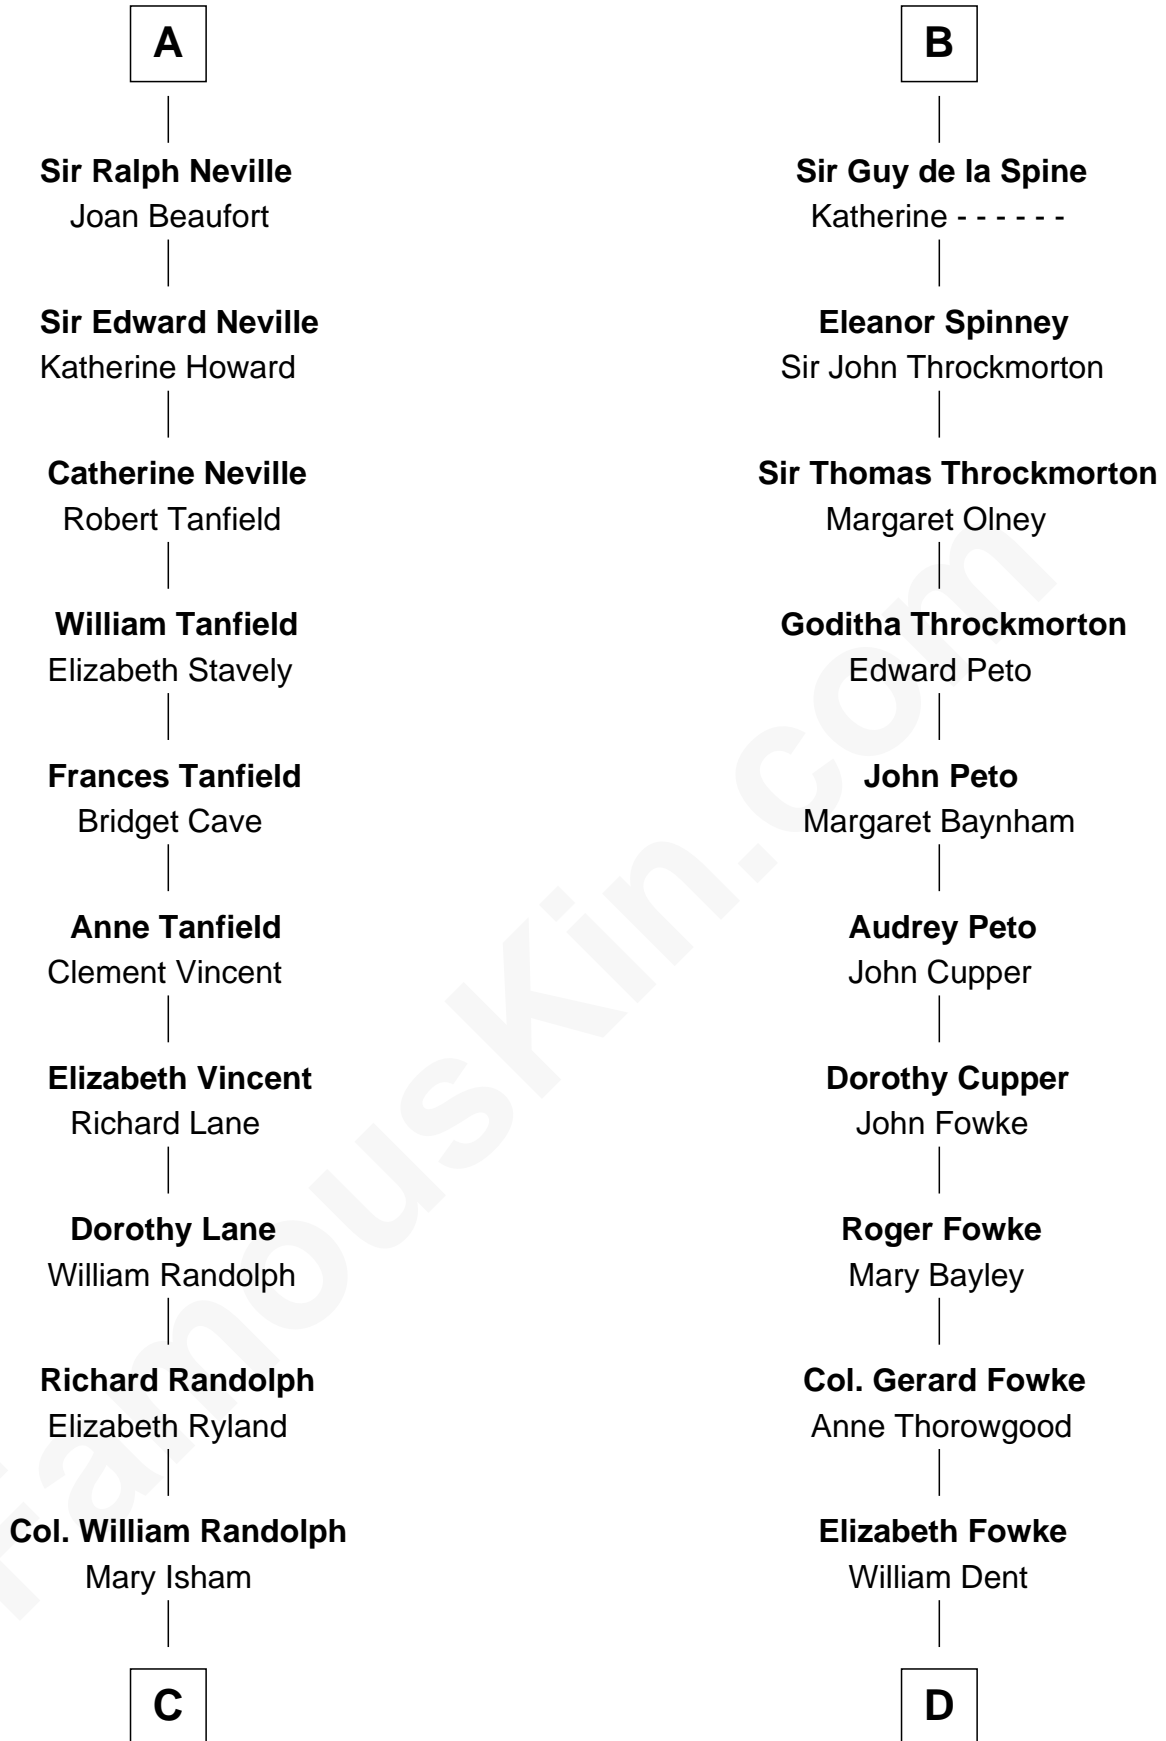 A
Sir Ralph Neville
Joan Beaufort
Sir Edward Neville
Katherine Howard
Catherine Neville
Robert Tanfield
William Tanfield
Elizabeth Stavely
Frances Tanfield
Bridget Cave
Anne Tanfield
Clement Vincent
Elizabeth Vincent
Richard Lane
Dorothy Lane
William Randolph
Richard Randolph
Elizabeth Ryland
Col. William Randolph
Mary Isham
C
B
Sir Guy de la Spine
Katherine - - - - - -
Eleanor Spinney
Sir John Throckmorton
Sir Thomas Throckmorton
Margaret Olney
Goditha Throckmorton
Edward Peto
John Peto
Margaret Baynham
Audrey Peto
John Cupper
Dorothy Cupper
John Fowke
Roger Fowke
Mary Bayley
Col. Gerard Fowke
Anne Thorowgood
Elizabeth Fowke
William Dent
D
FamousKin.com